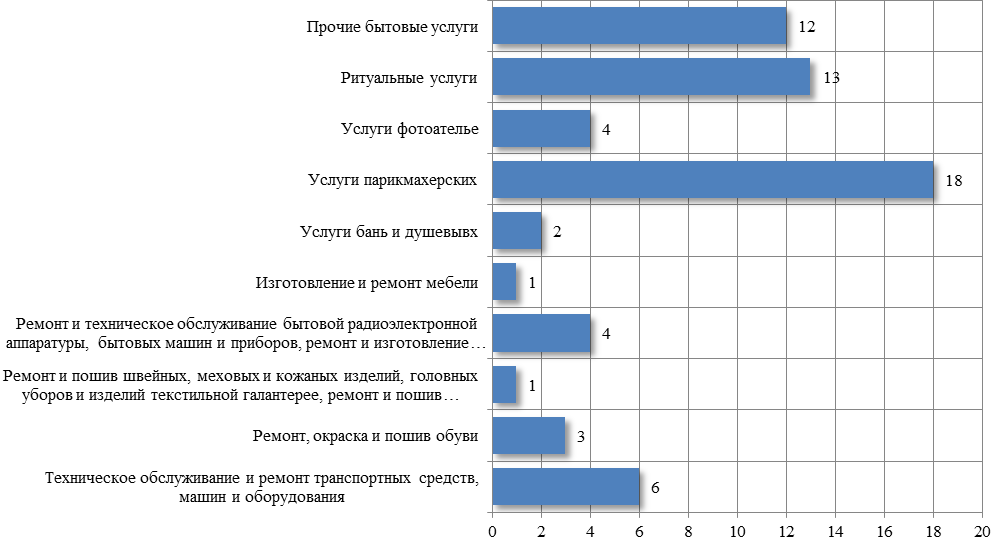 Прочие бытовые услуги
12
Ритуальные услуги
13
Услуги фотоателье
4
Услуги парикмахерских
18
Услуги бань и душевывх
2
Изготовление и ремонт мебели
1
Ремонт и техническое обслуживание бытовой радиоэлектронной
аппаратуры, бытовых машин и приборов, ремонт и изготовление…
4
Ремонт и пошив швейных, меховых и кожаных изделий, головных
уборов и изделий текстильной галантерее, ремонт и пошив…
1
Ремонт, окраска и пошив обуви
3
Техническое обслуживание и ремонт транспортных средств,
машин и оборудования
6
0 2 4 6 8 10 12 14 16 18 20